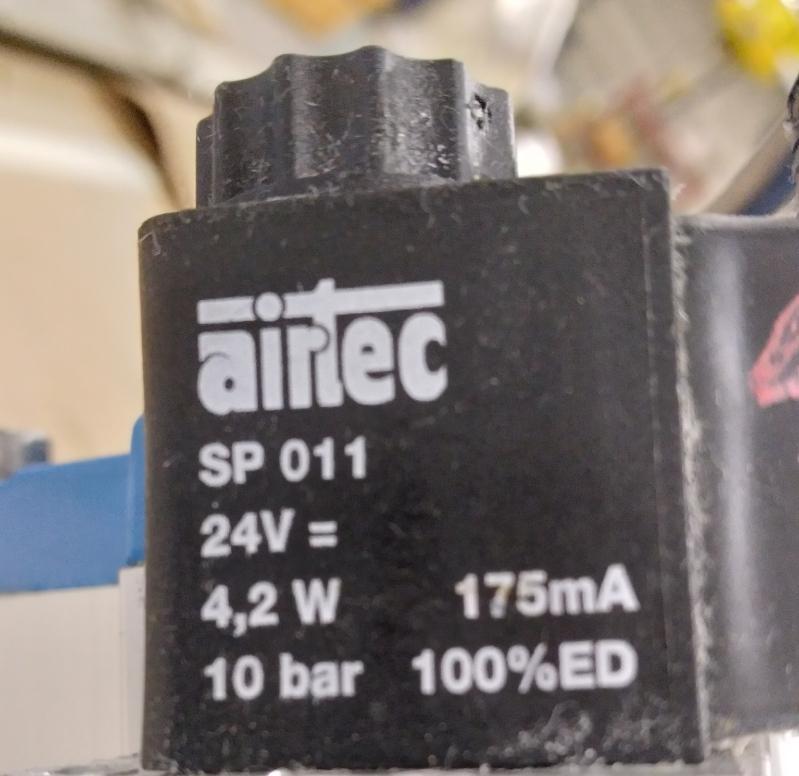 airtec
SP 011
24V =
4,2 W 175mA
10 bar 100%ED